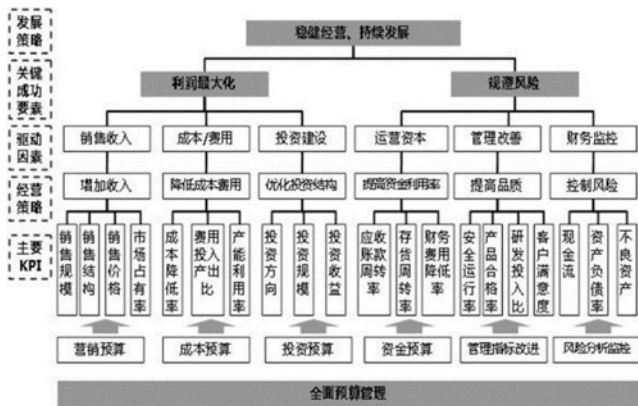 发展
策略
稳健经营、持续发展
关键
成功
要素
利润最大化
规避风险
驱动
因素
销售收入
成本/费用
投资建设
运营资本
管理改善
财务监控
经营
策略
增加收入
降低成本费用
优化投资结构
提高资金利用率
提高品质
控制风险
主要
KPI
销售规模
销售结构
销售价格
市场占有率
成本降低率
费用投入产出比
产能利用率
投资方向
投资规模
投资收益
应收账款周转率
存货周转率
财务费用降低率
安全运行率
产品合格率
研发投入比
客户满意度
现金流
资产负债率
不良资产
营销预算
成本预算
投资预算
资金预算
管理指标改进
风险分析监控
全面预算管理